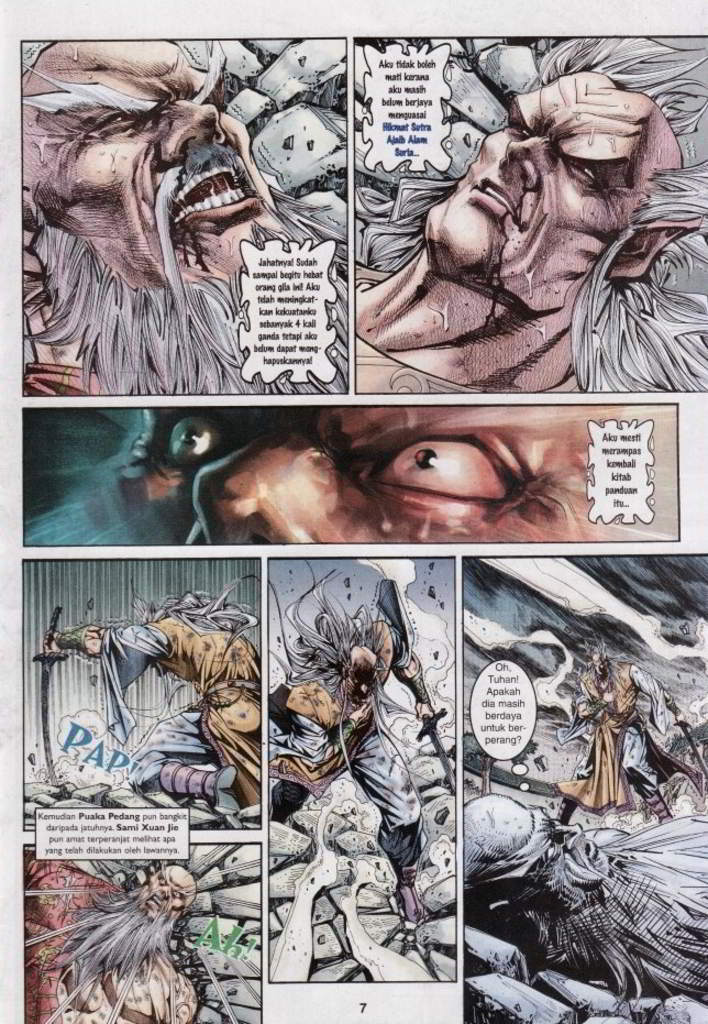 Jahatnya! Sudah
sampai begitu hebat
orang gila ini! Aku
telah meningkat-
kan kekuatanku
sebanyak 4 kali
ganda tetapi aku
belum dapat meng-
hapuskannya!
Aku tidak boleh
mati kerana
aku masih
belum berjaya
menguasai
Hikmat Sutra
Ajaib Alam
Suria...
Aku mesti
merampas
kembali
kitab
panduan
itu...
PAP!
Kemudian Puaka Pedang pun bangkit
daripada jatuhnya. Sami Xuan Jie
pun amat terperanjat melihat apa
yang telah dilakukan oleh lawannya.
Ah!
Oh,
Tuhan!
Apakah
dia masih
berdaya
untuk ber-
perang?
7